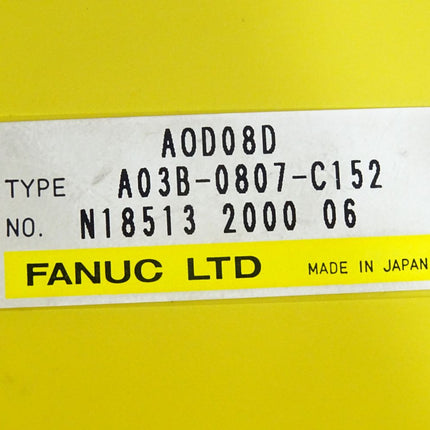 AOD08D
TYPE A03B-0807-C152
NO. N18513 2000 06
FANUC LTD MADE IN JAPAN